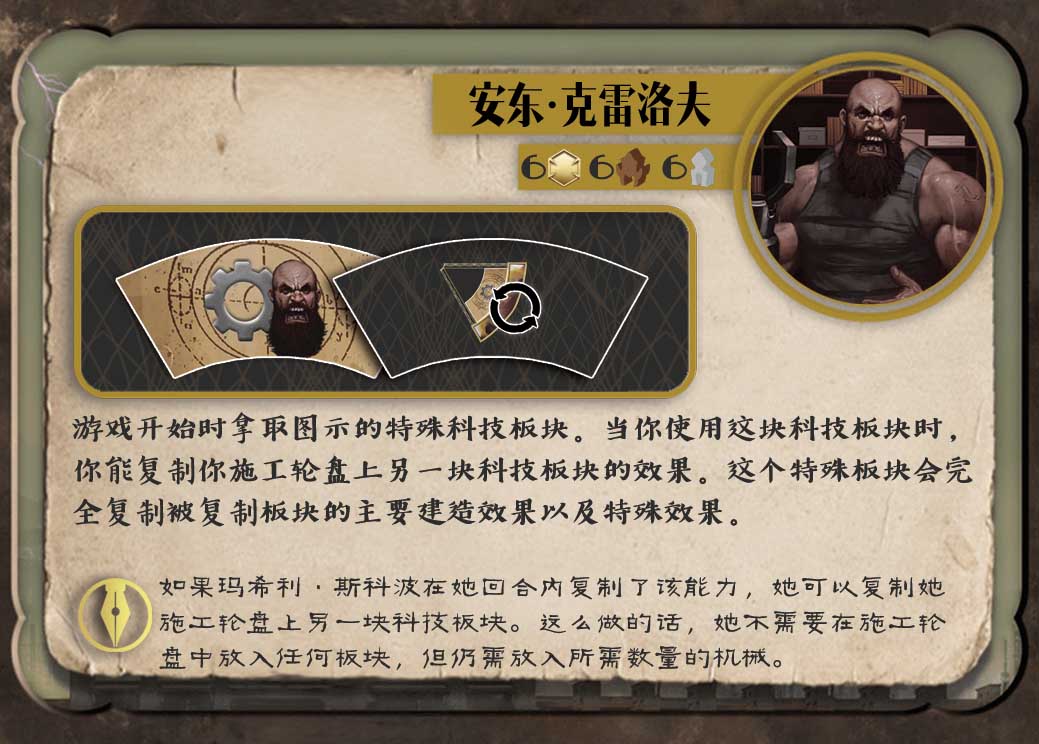 安东·克雷洛夫
6 6 6
游戏开始时拿取图示的特殊科技板块。当你使用这块科技板块时，
你能复制你施工轮盘上另一块科技板块的效果。这个特殊板块会完
全复制被复制板块的主要建造效果以及特殊效果。
如果玛希利·斯科波在她回合内复制了该能力，她可以复制她
施工轮盘上另一块科技板块。这么做的话，她不需要在施工轮
盘中放入任何板块，但仍需放入所需数量的机械。